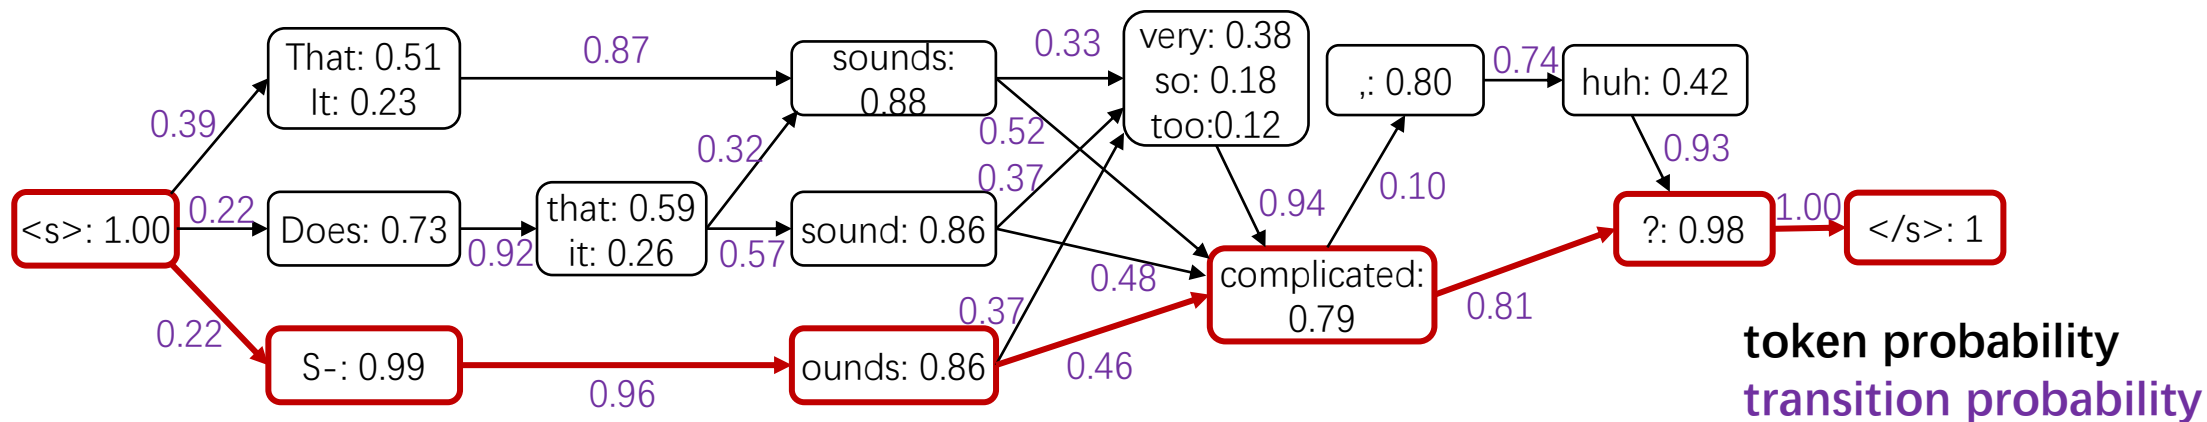 That: 0.51
It: 0.23
0.87
sounds:
0.88
0.33
very: 0.38
so: 0.18
too:0.12
,: 0.80
0.74
huh: 0.42
0.39
0.32
0.52
0.37
0.93
<s>: 1.00
0.22
Does: 0.73
0.92
that: 0.59
it: 0.26
0.57
sound: 0.86
0.48
0.94
0.10
complicated:
0.79
?: 0.98
1.00
</s>: 1
0.22
S-: 0.99
0.96
ounds: 0.86
0.37
0.46
0.81
token probability
transition probability